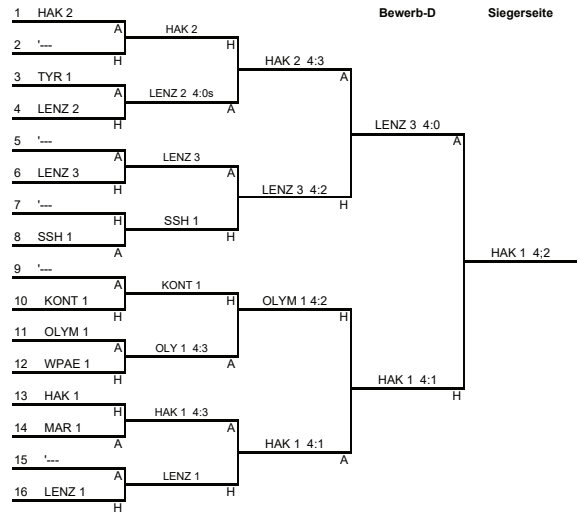 Bewerb-D Siegerseite
1 HAK 2
A HAK 2
2 '---
H H
HAK 2 4:3
3 TYR 1 A
A LENZ 2 4:0s
4 LENZ 2 A
H
LENZ 3 4:0
5 '--- A
A LENZ 3
6 LENZ 3 A
H
LENZ 3 4:2
7 '--- H
H SSH 1
8 SSH 1 H
A
HAK 1 4;2
9 '---
A KONT 1
10 KONT 1 H
H
OLYM 1 4:2
11 OLYM 1 H
A OLY 1 4:3
12 WPAE 1 A
H
HAK 1 4:1
13 HAK 1 H
H HAK 1 4:3
14 MAR 1 A
A
HAK 1 4:1
15 '--- A
A LENZ 1
16 LENZ 1 H
H